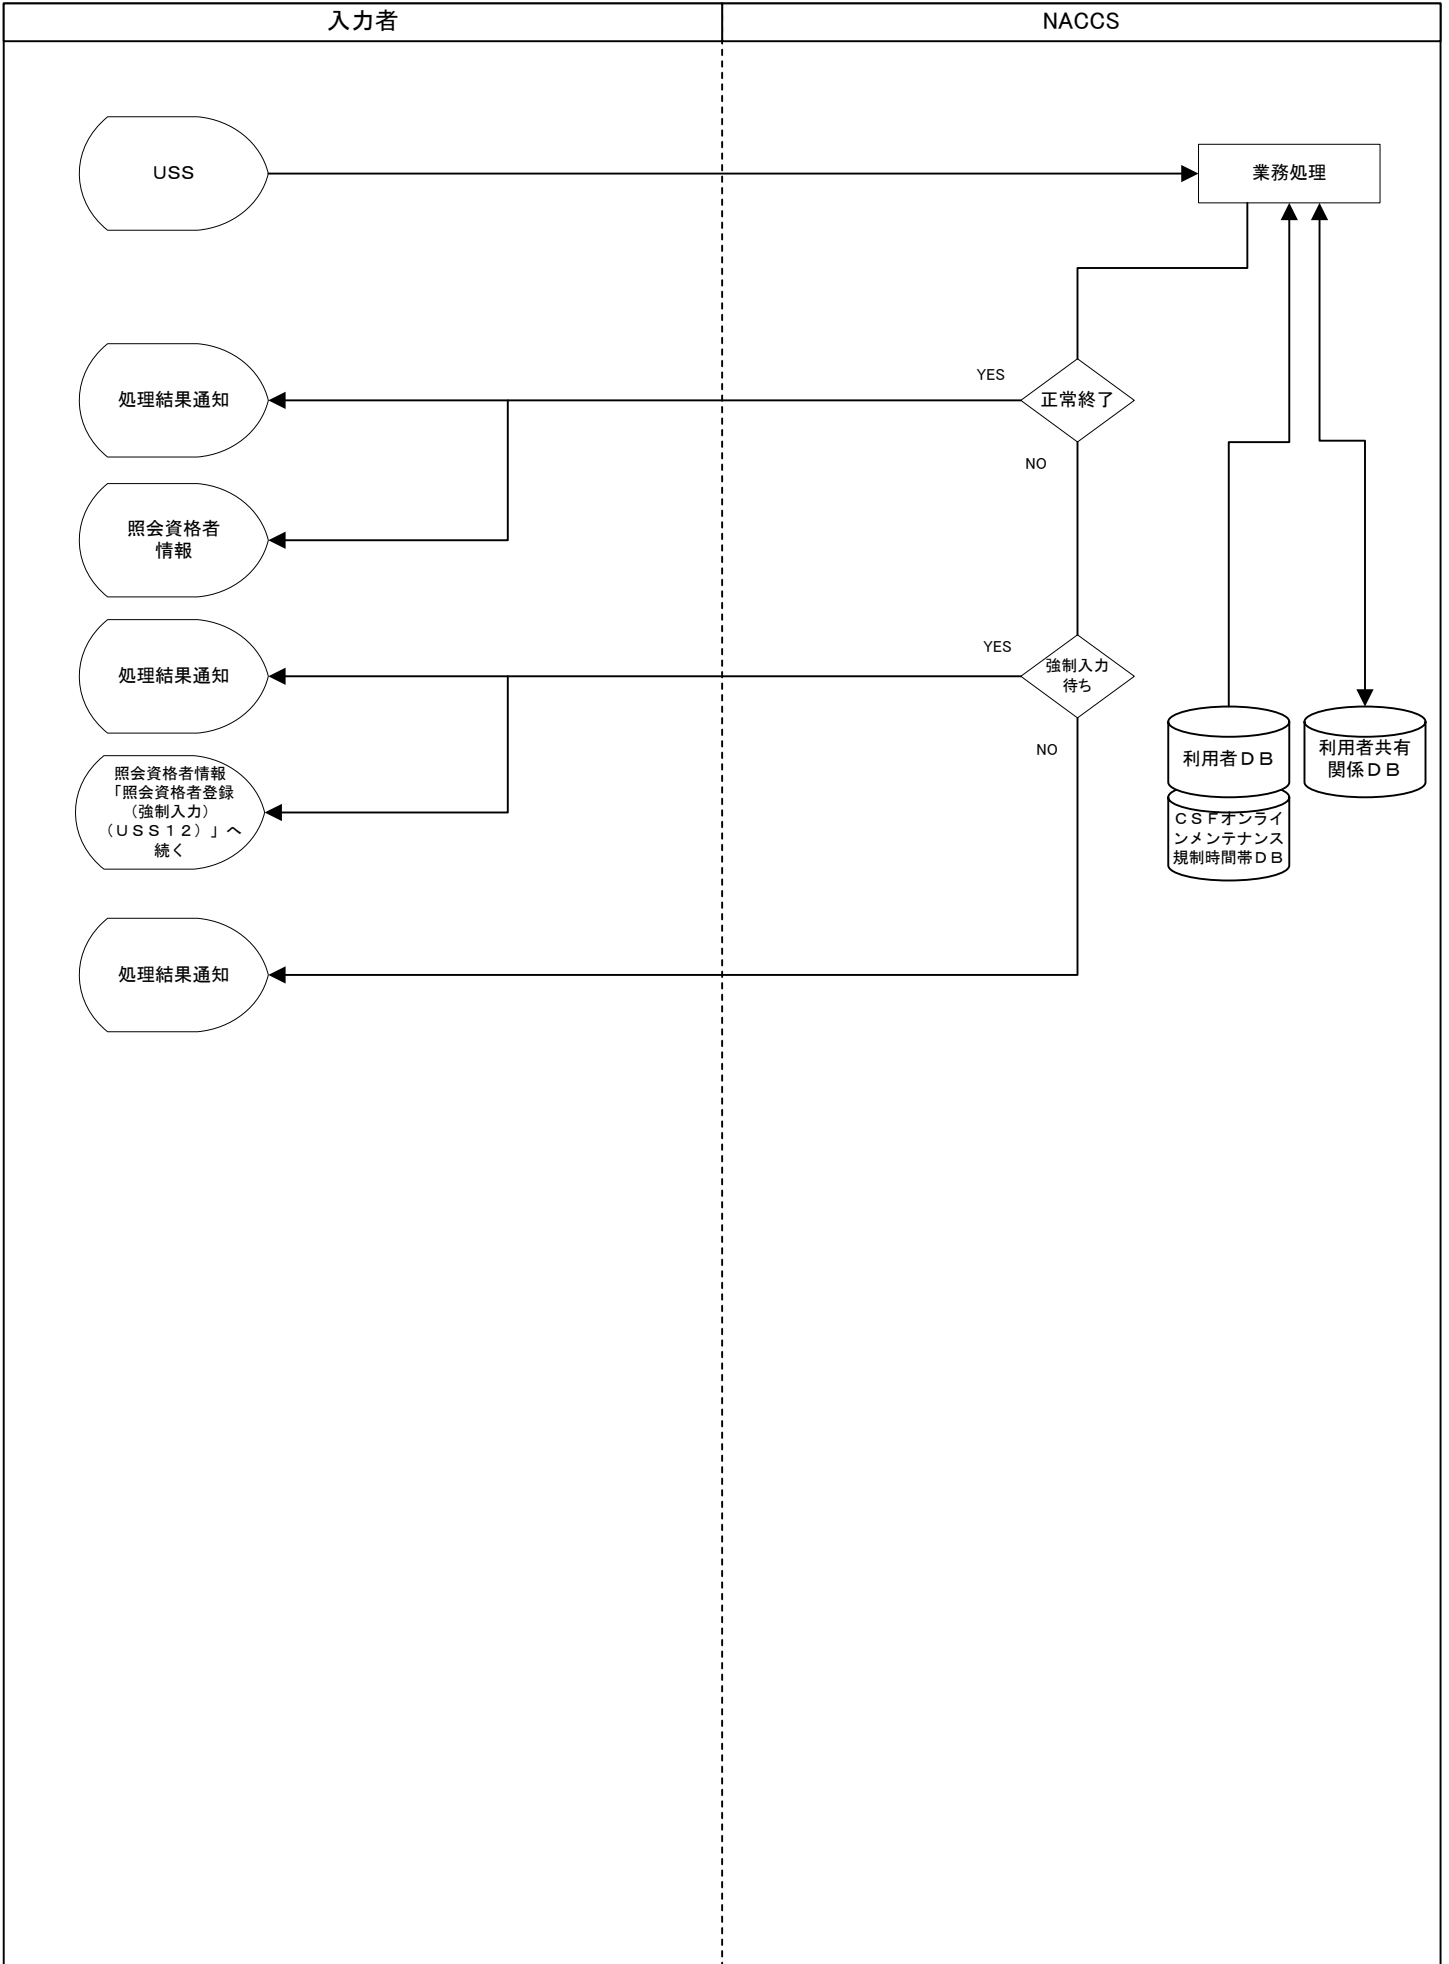 入力者
NACCS
ＵＳＳ
業務処理
YES
処理結果通知
正常終了
NO
照会資格者
情報
YES
処理結果通知
強制入力
待ち
NO
利用者ＤＢ
利用者共有
関係ＤＢ
照会資格者情報
「照会資格者登録
（強制入力）
（ＵＳＳ１２）」へ
続く
ＣＳＦオンライ
ンメンテナンス
規制時間帯ＤＢ
処理結果通知